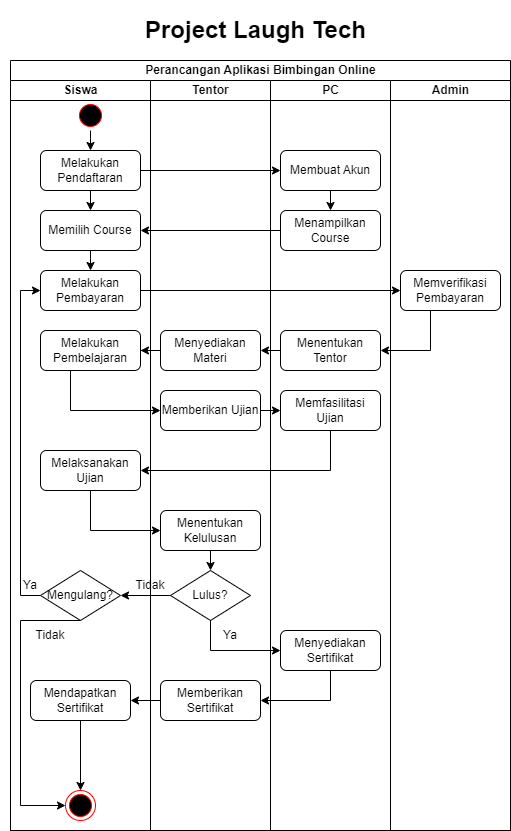 Project Laugh Tech
Perancangan Aplikasi Bimbingan Online
Siswa
Tentor
PC
Admin
Melakukan
Pendaftaran
Membuat Akun
Memilih Course
Menampilkan
Course
Melakukan
Pembayaran
Memverifikasi
Pembayaran
Melakukan
Pembelajaran
Menyediakan
Materi
Menentukan
Tentor
Memberikan Ujian
Memfasilitasi
Ujian
Melaksanakan
Ujian
Menentukan
Kelulusan
Ya
Mengulang?
Tidak
Lulus?
Tidak
Ya
Menyediakan
Sertifikat
Mendapatkan
Sertifikat
Memberikan
Sertifikat